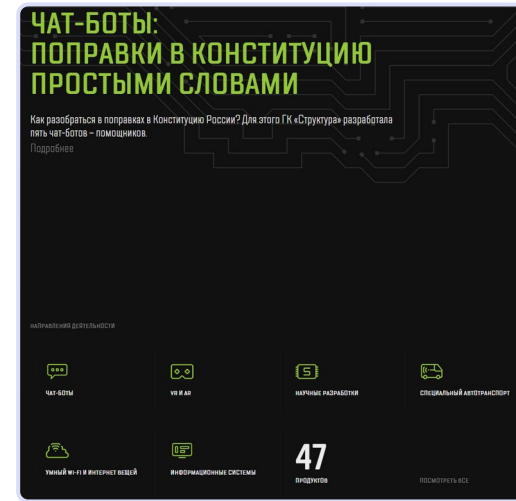 ЧАТ-БОТЫ:
ПОПРАВКИ В КОНСТИТУЦИЮ
ПРОСТЫМИ СЛОВАМИ
Как разобраться в поправках в Конституцию России? Для этого ГК «Структура» разработала
пять чат-ботов – помощников.
Подробнее
НАПРАВЛЕНИЯ ДЕЯТЕЛЬНОСТИ
ЧАТ-БОТЫ
VR И AR
НАУЧНЫЕ РАЗРАБОТКИ
СПЕЦИАЛЬНЫЙ АВТОТРАНСПОРТ
УМНЫЙ WI-FI И ИНТЕРНЕТ ВЕЩЕЙ
ИНФОРМАЦИОННЫЕ СИСТЕМЫ
47
ПРОДУКТОВ
ПОСМОТРЕТЬ ВСЕ